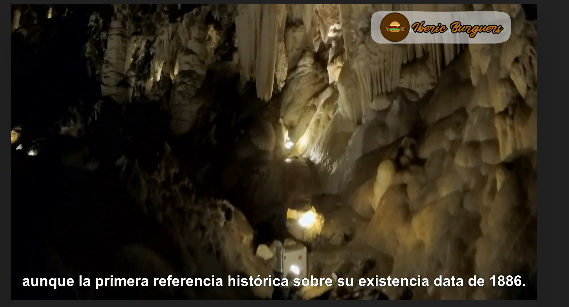 Iberic Burguers
aunque la primera referencia histórica sobre su existencia data de 1886.